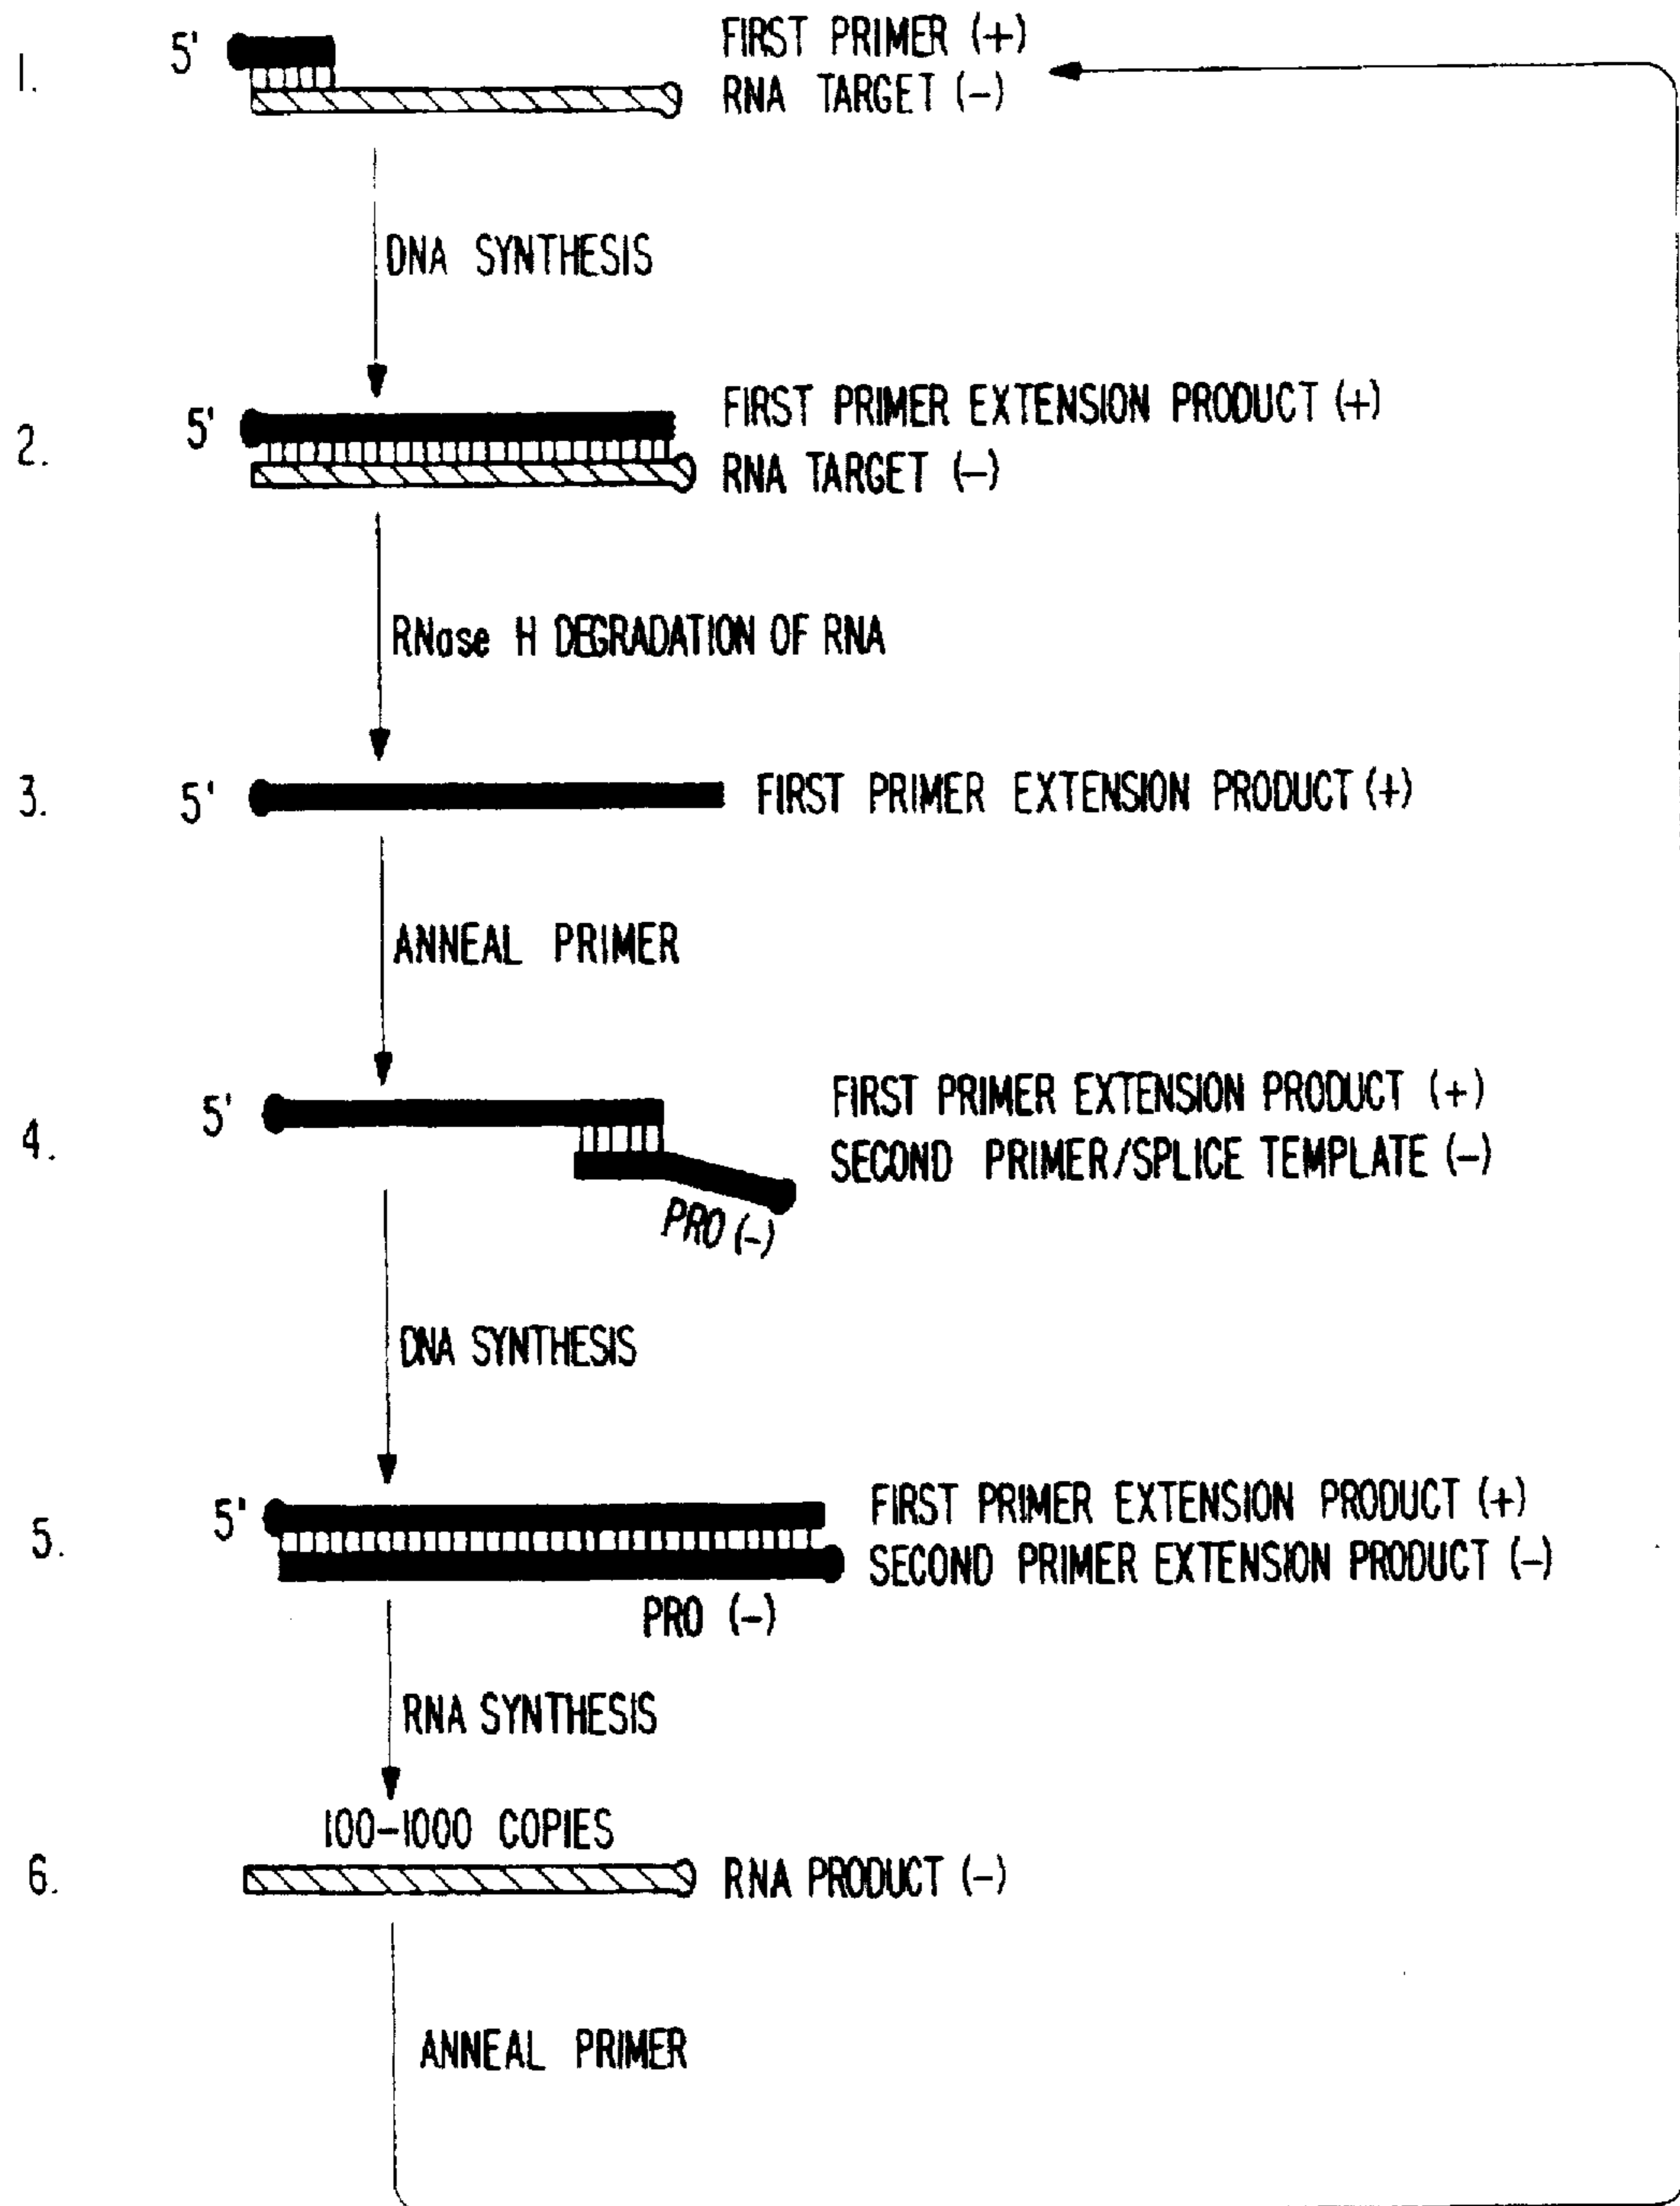 1.
5'
FIRST PRIMER (+)
RNA TARGET (-)
DNA SYNTHESIS
2.
5'
FIRST PRIMER EXTENSION PRODUCT (+)
RNA TARGET (-)
RNase H DEGRADATION OF RNA
3.
5'
FIRST PRIMER EXTENSION PRODUCT (+)
ANNEAL PRIMER
4.
5'
FIRST PRIMER EXTENSION PRODUCT (+)
SECOND PRIMER/SPLICE TEMPLATE (-)
PRO (-)
DNA SYNTHESIS
5.
5'
FIRST PRIMER EXTENSION PRODUCT (+)
SECOND PRIMER EXTENSION PRODUCT (-)
PRO (-)
RNA SYNTHESIS
100-1000 COPIES
6.
RNA PRODUCT (-)
ANNEAL PRIMER